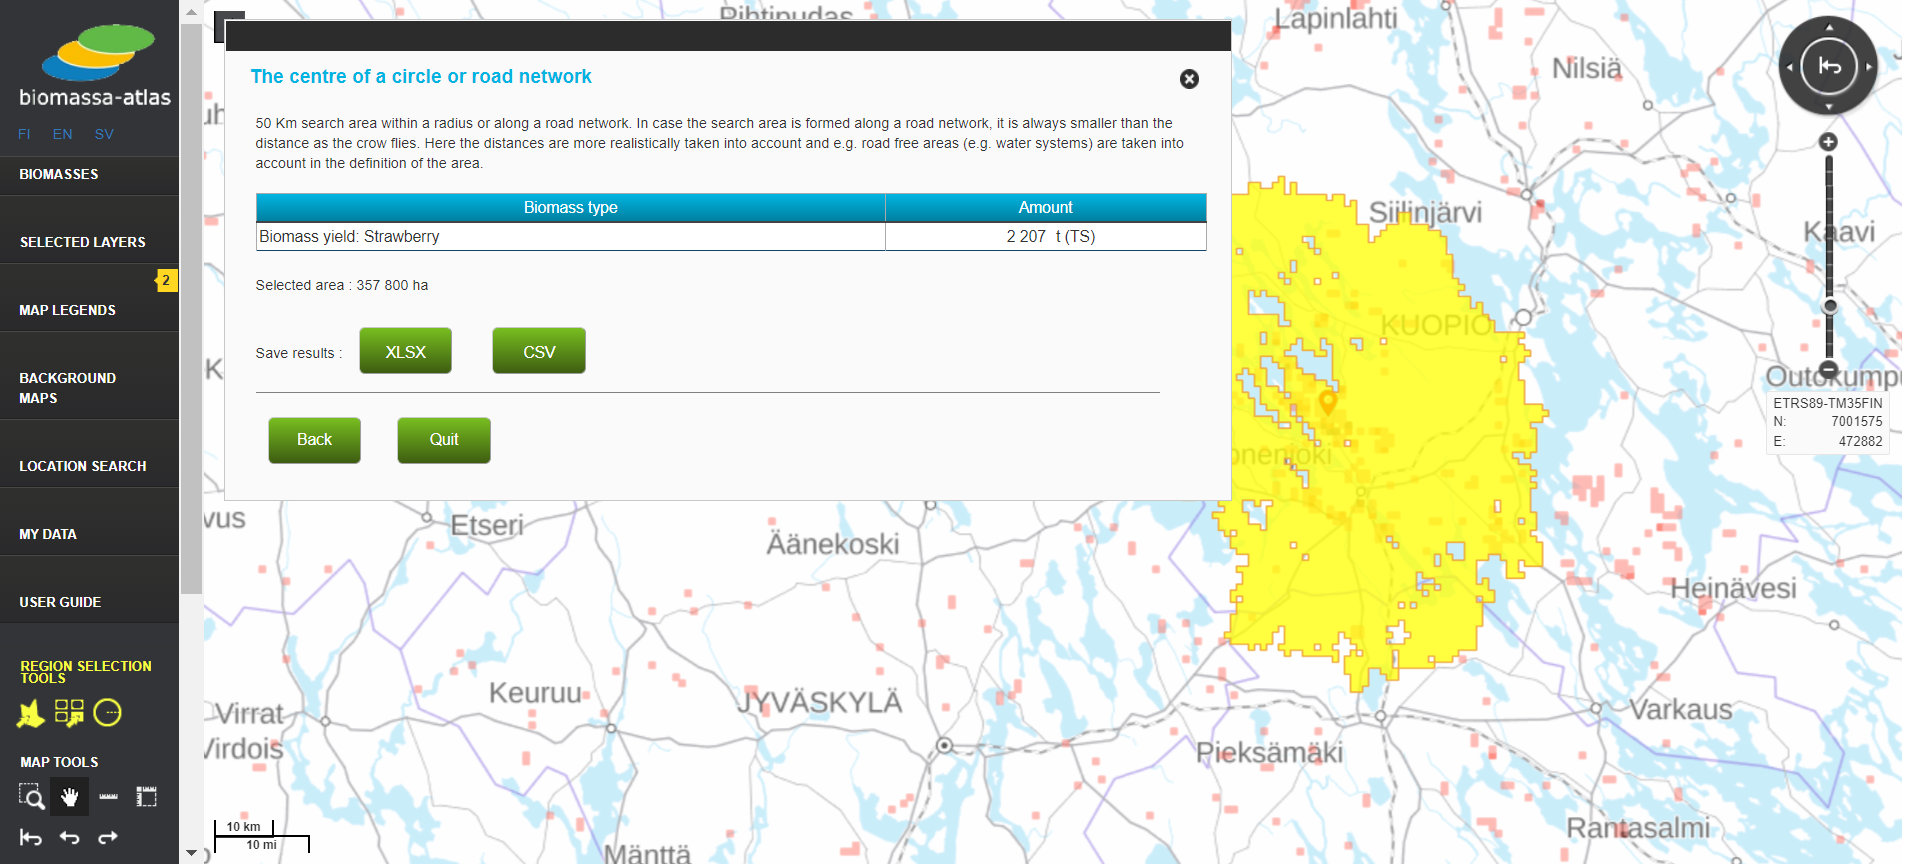 biomassa-atlas
FI EN SV
BIOMASSES
SELECTED LAYERS
2
MAP LEGENDS
BACKGROUND
MAPS
LOCATION SEARCH
MY DATA
USER GUIDE
REGION SELECTION
TOOLS
MAP TOOLS
The centre of a circle or road network
50 Km search area within a radius or along a road network. In case the search area is formed along a road network, it is always smaller than the
distance as the crow flies. Here the distances are more realistically taken into account and e.g. road free areas (e.g. water systems) are taken into
account in the definition of the area.
Biomass type Amount
Biomass yield: Strawberry 2 207 t (TS)
Selected area : 357 800 ha
Save results : XLSX CSV
Back Quit
Pihtipudas
Lapinlahti
Nilsiä
Siilinjärvi
Kaavi
KUOPIO
Outokumpu
ETRS89-TM35FIN
N: 7001575
E: 472882
onenjoki
vus
Etseri
Äänekoski
Heinävesi
Keuruu
JYVÄSKYLÄ
Virrat
Virdois
Varkaus
Pieksämäki
Rantasalmi
Mänttä
10 km
10 mi